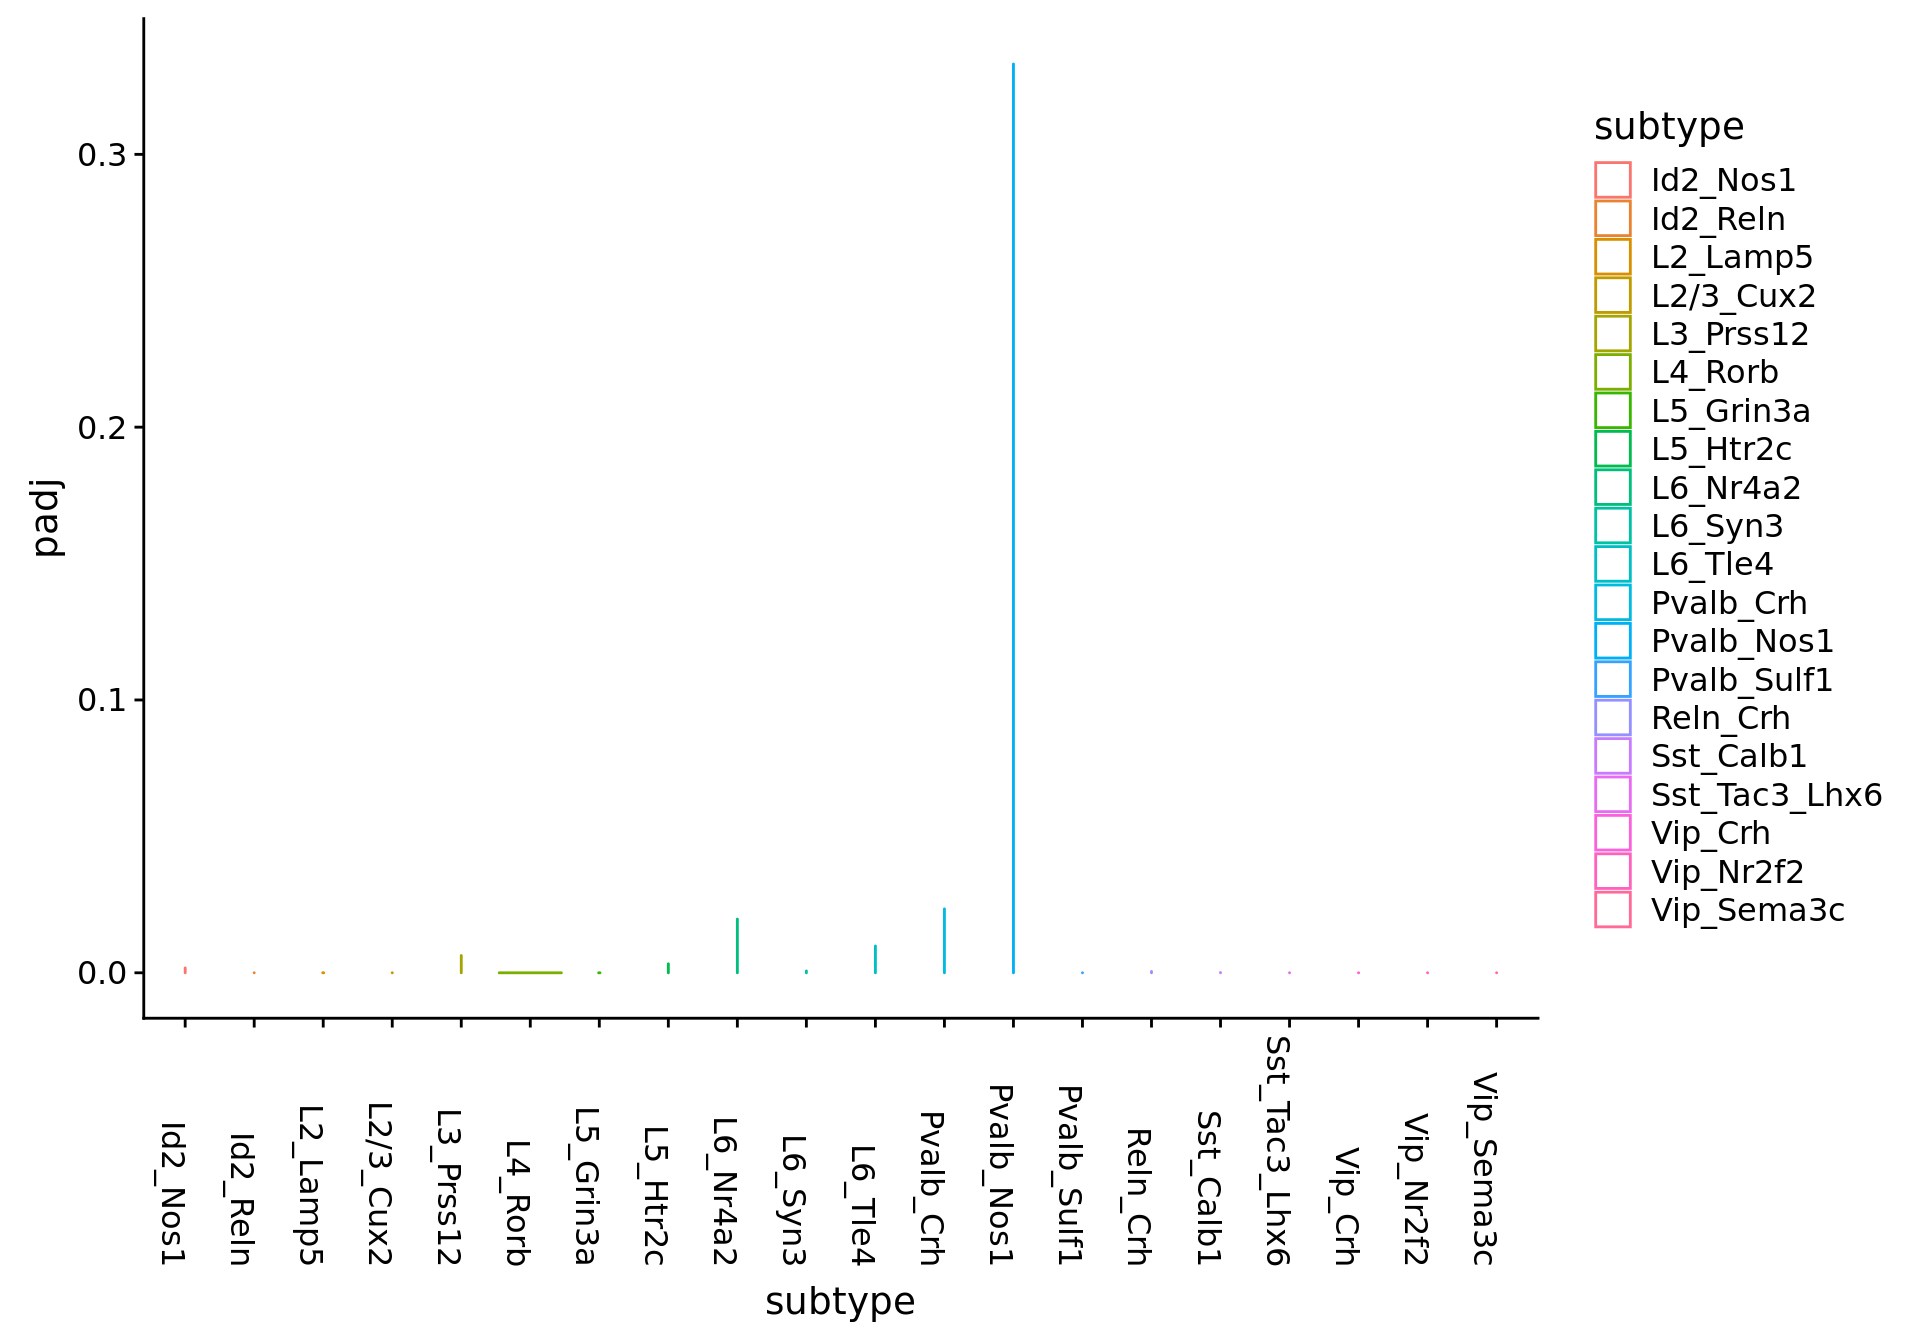 padj
0.3
0.2
0.1
0.0
Id2_Nos1
Id2_Reln
L2_Lamp5
L2/3_Cux2
L3_Prss12
L4_Rorb
L5_Grin3a
L5_Htr2c
L6_Nr4a2
L6_Syn3
L6_Tle4
Pvalb_Crh
Pvalb_Nos1
Pvalb_Sulf1
Reln_Crh
Sst_Calb1
Sst_Tac3_Lhx6
Vip_Crh
Vip_Nr2f2
Vip_Sema3c
subtype
subtype
Id2_Nos1
Id2_Reln
L2_Lamp5
L2/3_Cux2
L3_Prss12
L4_Rorb
L5_Grin3a
L5_Htr2c
L6_Nr4a2
L6_Syn3
L6_Tle4
Pvalb_Crh
Pvalb_Nos1
Pvalb_Sulf1
Reln_Crh
Sst_Calb1
Sst_Tac3_Lhx6
Vip_Crh
Vip_Nr2f2
Vip_Sema3c